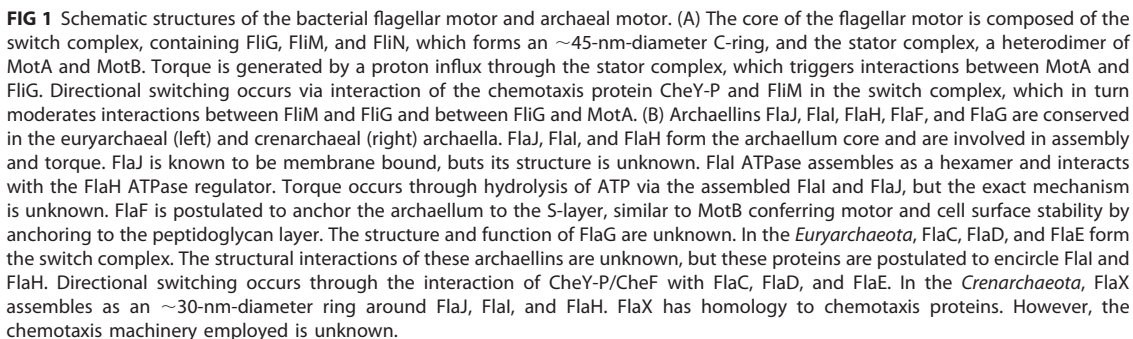 FIG 1 Schematic structures of the bacterial flagellar motor and archaeal motor. (A) The core of the flagellar motor is composed of the
switch complex, containing FliG, FliM, and FliN, which forms an ~45-nm-diameter C-ring, and the stator complex, a heterodimer of
MotA and MotB. Torque is generated by a proton influx through the stator complex, which triggers interactions between MotA and
FliG. Directional switching occurs via interaction of the chemotaxis protein CheY-P and FliM in the switch complex, which in turn
moderates interactions between FliM and FliG and between FliG and MotA. (B) Archaellins FlaJ, FlaI, FlaH, FlaF, and FlaG are conserved
in the euryarchaeal (left) and crenarchaeal (right) archaella. FlaJ, FlaI, and FlaH form the archaellum core and are involved in assembly
and torque. FlaJ is known to be membrane bound, buts its structure is unknown. FlaI ATPase assembles as a hexamer and interacts
with the FlaH ATPase regulator. Torque occurs through hydrolysis of ATP via the assembled FlaI and FlaJ, but the exact mechanism
is unknown. FlaF is postulated to anchor the archaellum to the S-layer, similar to MotB conferring motor and cell surface stability by
anchoring to the peptidoglycan layer. The structure and function of FlaG are unknown. In the Euryarchaeota, FlaC, FlaD, and FlaE form
the switch complex. The structural interactions of these archaellins are unknown, but these proteins are postulated to encircle FlaI and
FlaH. Directional switching occurs through the interaction of CheY-P/CheF with FlaC, FlaD, and FlaE. In the Crenarchaeota, FlaX
assembles as an ~30-nm-diameter ring around FlaJ, FlaI, and FlaH. FlaX has homology to chemotaxis proteins. However, the
chemotaxis machinery employed is unknown.